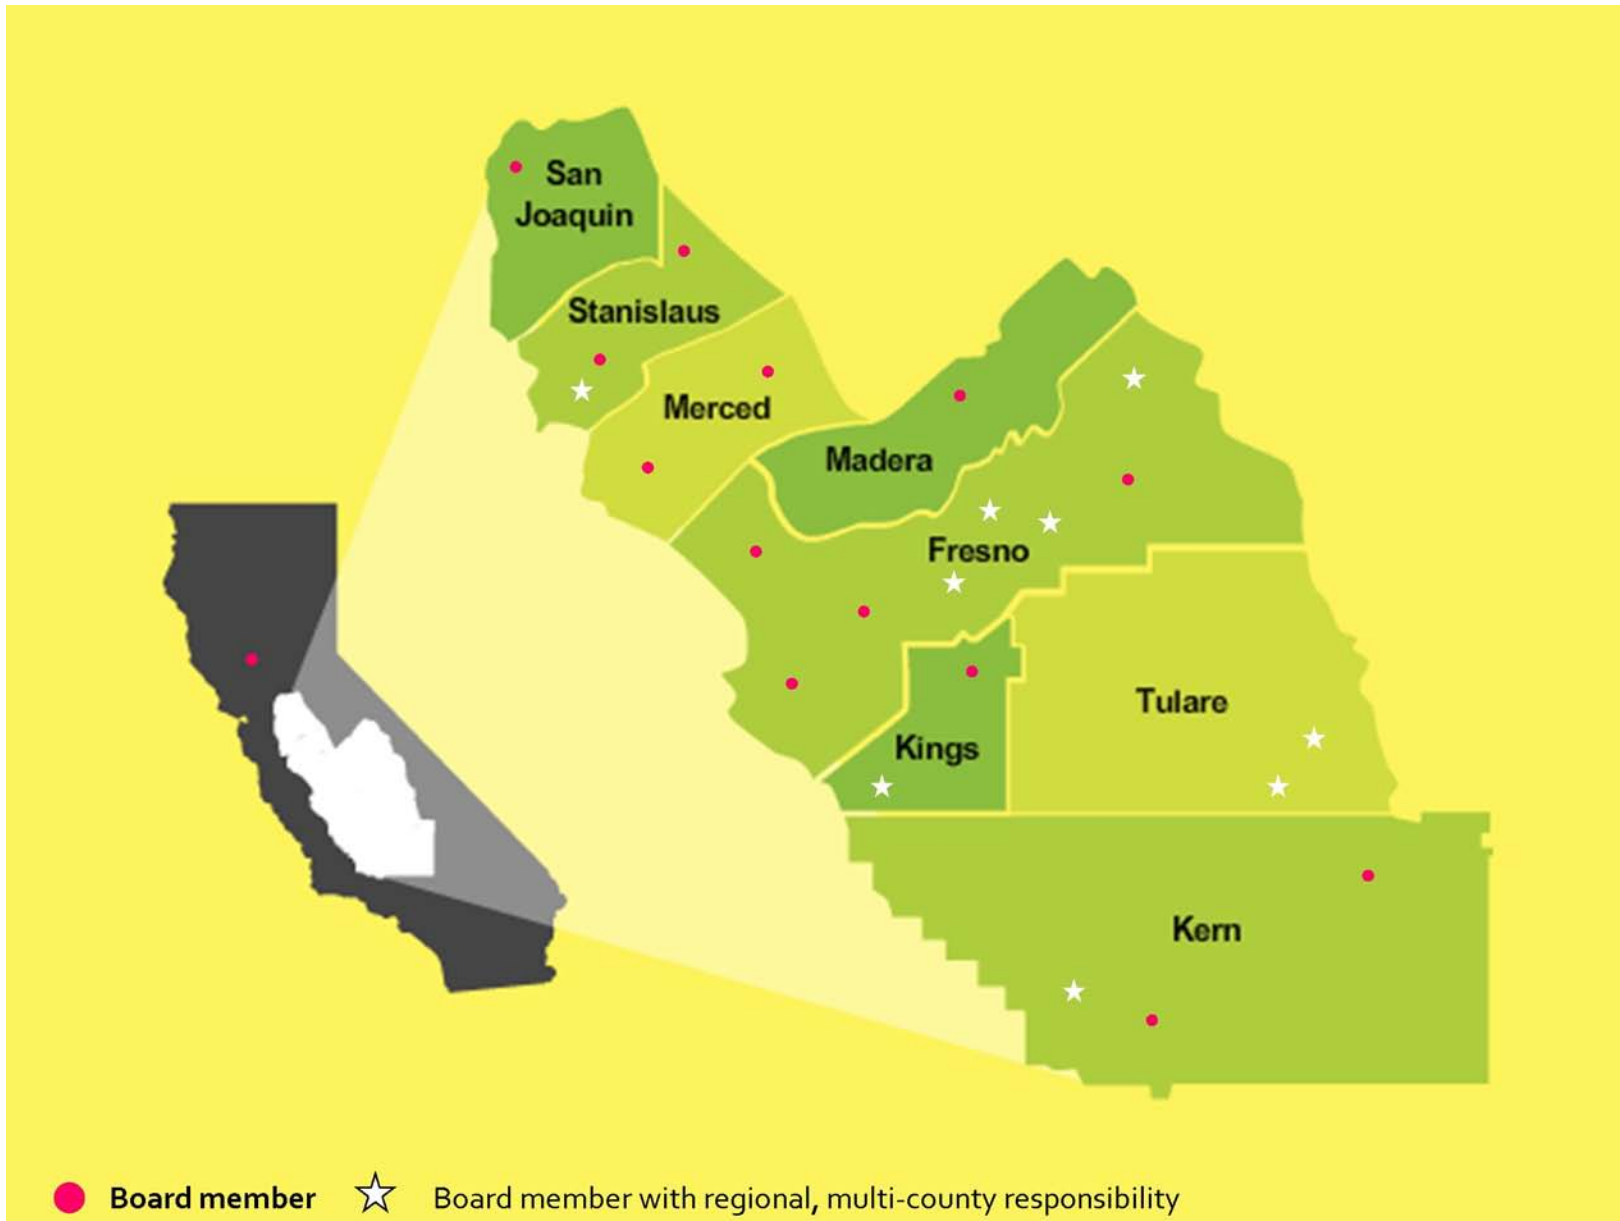 San
Joaquin
Stanislaus
Merced
Madera
Fresno
Tulare
Kings
Kern
Board member
Board member with regional, multi-county responsibility